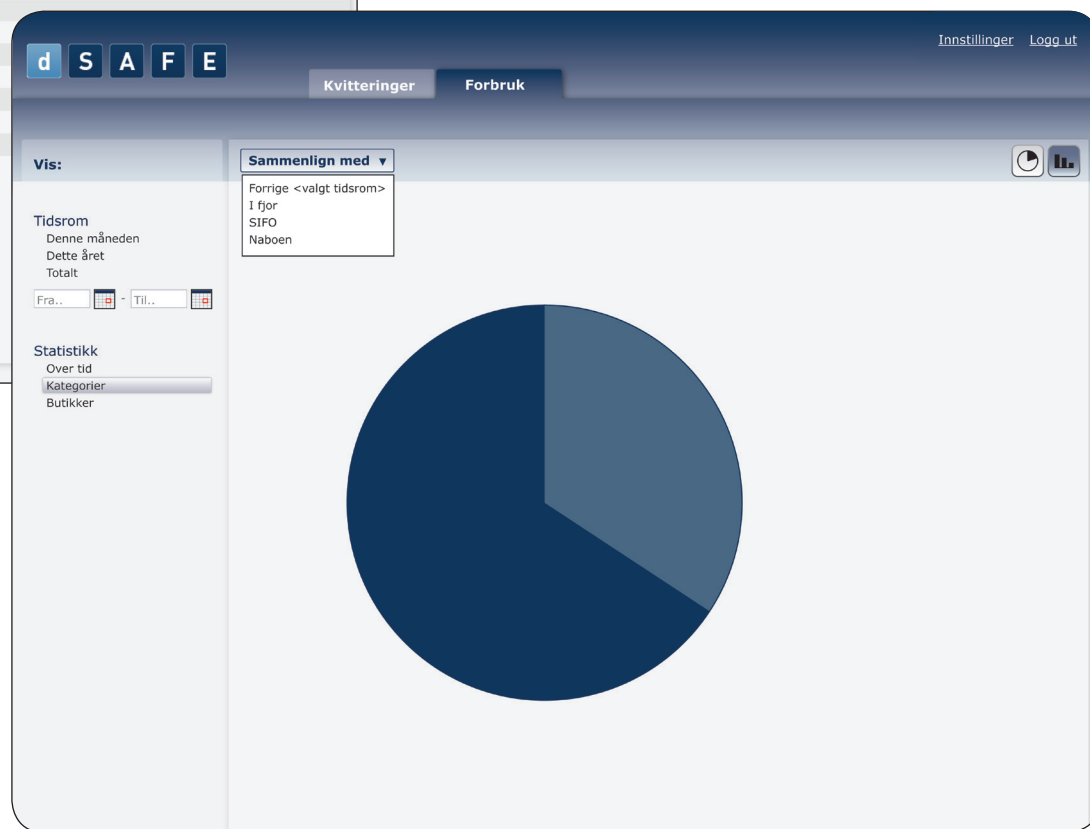 Innstillinger Logg ut
d S A F E
Kvitteringer Forbruk
Vis:
Sammenlign med ▼
Forrige <valgt tidsrom>
I fjor
SIFO
Naboen
Tidsrom
Denne måneden
Dette året
Totalt
Fra.. - Til..
Statistikk
Over tid
Kategorier
Butikker